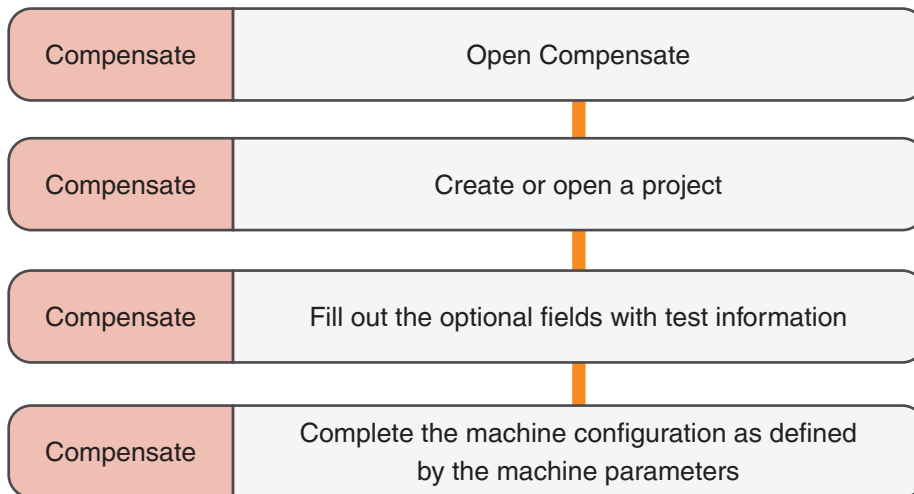 Compensate
Open Compensate
Compensate
Create or open a project
Compensate
Fill out the optional fields with test information
Compensate
Complete the machine configuration as defined
by the machine parameters